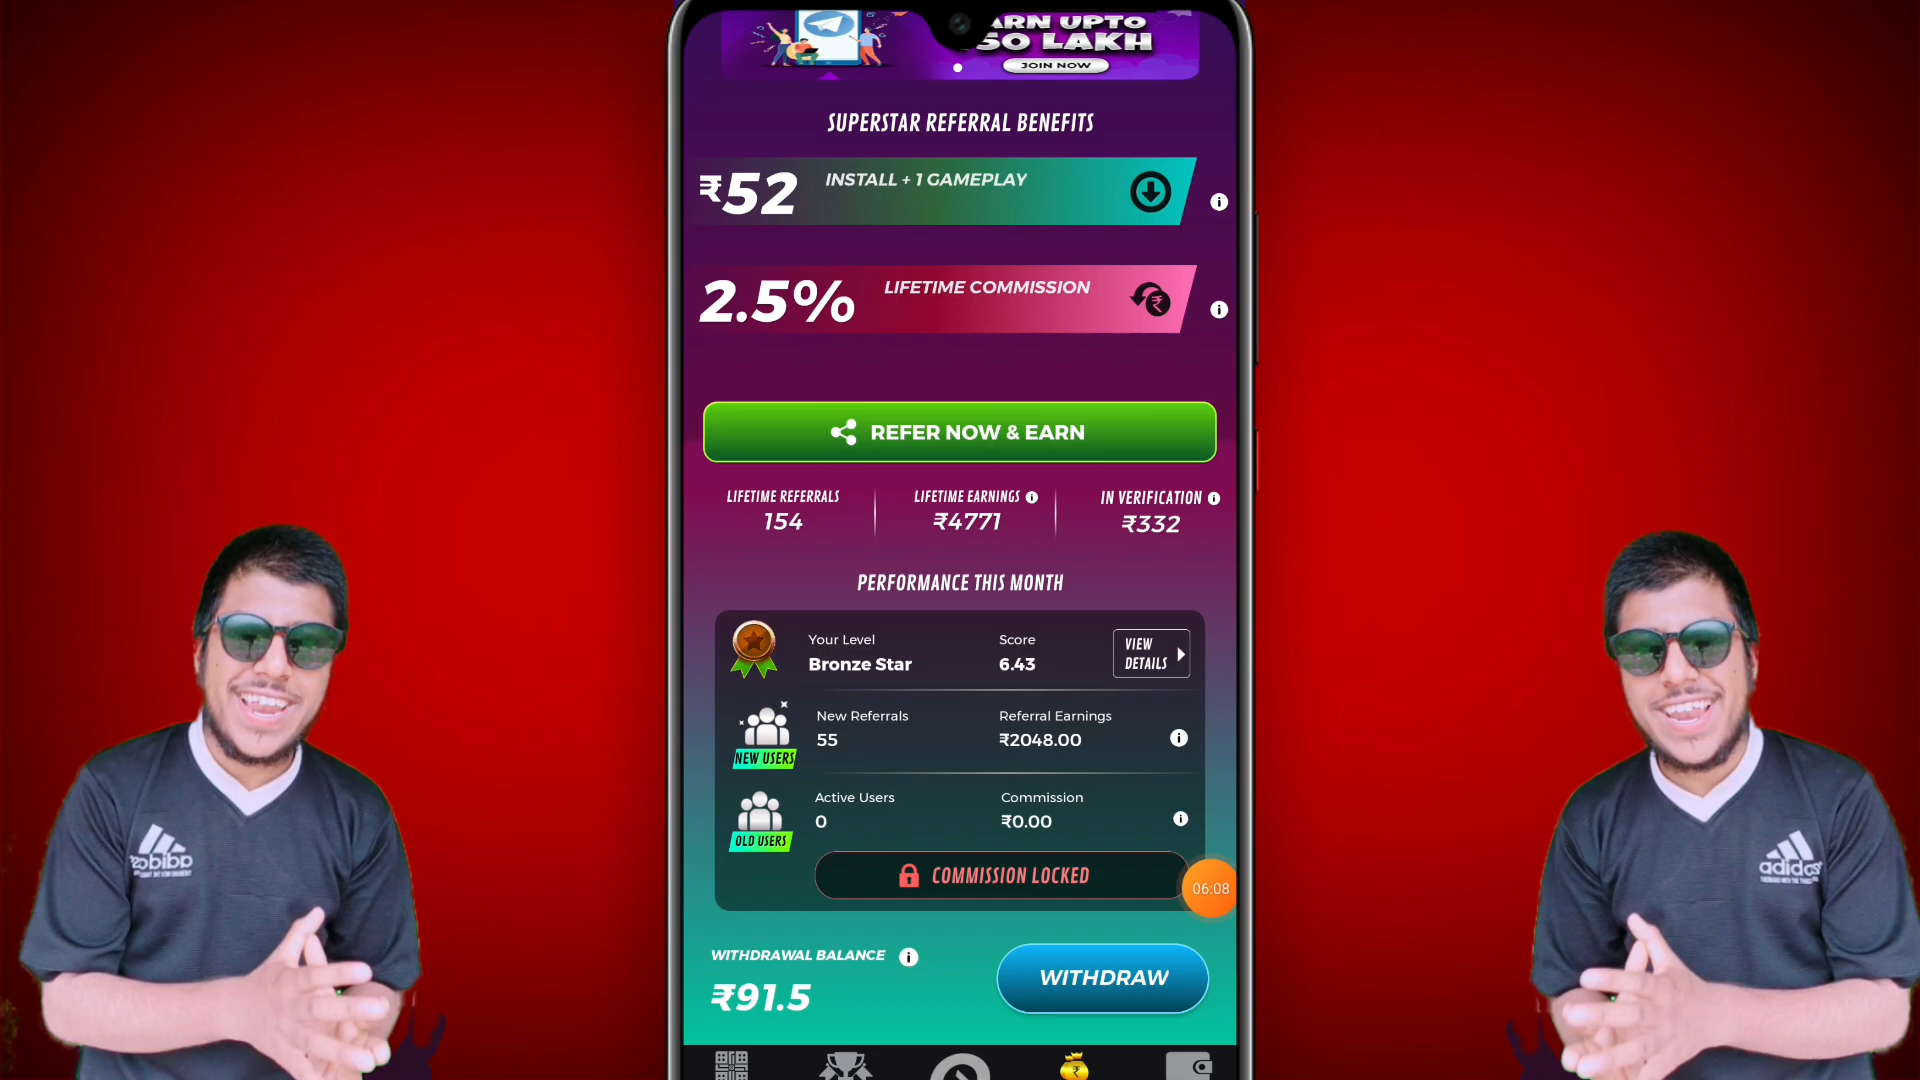 ARN UPTO
50 LAKH
JOIN NOW
SUPERSTAR REFERRAL BENEFITS
₹52 INSTALL + 1 GAMEPLAY
2.5% LIFETIME COMMISSION
REFER NOW & EARN
LIFETIME REFERRALS
154
LIFETIME EARNINGS
₹4771
IN VERIFICATION
₹332
PERFORMANCE THIS MONTH
Your Level
Bronze Star
Score
6.43
VIEW
DETAILS
NEW USERS
New Referrals
55
Referral Earnings
₹2048.00
OLD USERS
Active Users
0
Commission
₹0.00
COMMISSION LOCKED
06:08
WITHDRAWAL BALANCE
₹91.5
WITHDRAW
adidas